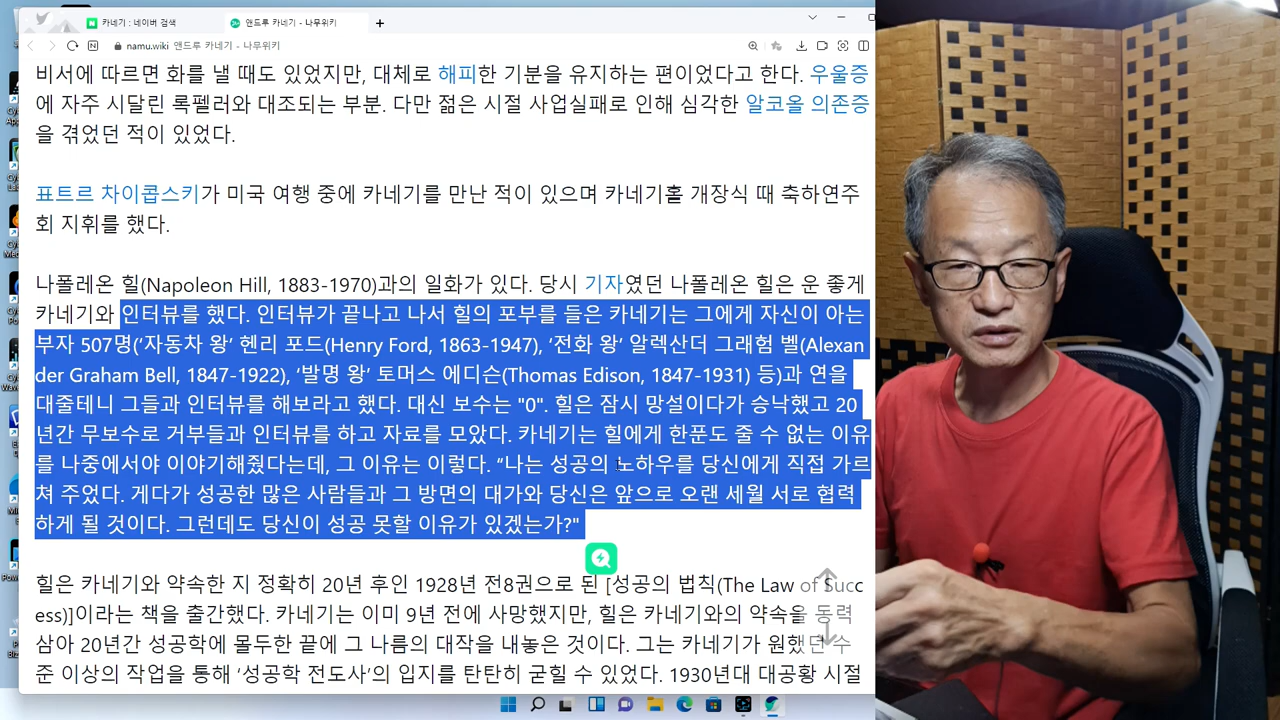 카네기 : 네이버 검색
앤드루 카네기 - 나무위키
namu.wiki 앤드루 카네기 - 나무위키
비서에 따르면 화를 낼 때도 있었지만, 대체로 해피한 기분을 유지하는 편이었다고 한다. 우울증
에 자주 시달린 록펠러와 대조되는 부분. 다만 젊은 시절 사업실패로 인해 심각한 알코올 의존증
을 겪었던 적이 있었다.
표트르 차이콥스키가 미국 여행 중에 카네기를 만난 적이 있으며 카네기홀 개장식 때 축하연주
회 지휘를 했다.
나폴레온 힐(Napoleon Hill, 1883-1970)과의 일화가 있다. 당시 기자였던 나폴레온 힐은 운 좋게
카네기와 인터뷰를 했다. 인터뷰가 끝나고 나서 힐의 포부를 들은 카네기는 그에게 자신이 아는
부자 507명(‘자동차 왕’ 헨리 포드(Henry Ford, 1863-1947), ‘전화 왕’ 알렉산더 그래험 벨(Alexan
der Graham Bell, 1847-1922), ‘발명 왕’ 토머스 에디슨(Thomas Edison, 1847-1931) 등)과 연을
대줄테니 그들과 인터뷰를 해보라고 했다. 대신 보수는 "0". 힐은 잠시 망설이다가 승낙했고 20
년간 무보수로 거부들과 인터뷰를 하고 자료를 모았다. 카네기는 힐에게 한푼도 줄 수 없는 이유
를 나중에서야 이야기해줬다는데, 그 이유는 이렇다. “나는 성공의 노하우를 당신에게 직접 가르
쳐 주었다. 게다가 성공한 많은 사람들과 그 방면의 대가와 당신은 앞으로 오랜 세월 서로 협력
하게 될 것이다. 그런데도 당신이 성공 못할 이유가 있겠는가?"
힐은 카네기와 약속한 지 정확히 20년 후인 1928년 전8권으로 된 [성공의 법칙(The Law of Succ
ess)]이라는 책을 출간했다. 카네기는 이미 9년 전에 사망했지만, 힐은 카네기와의 약속을 동력
삼아 20년간 성공학에 몰두한 끝에 그 나름의 대작을 내놓은 것이다. 그는 카네기가 원했던 수
준 이상의 작업을 통해 ‘성공학 전도사’의 입지를 탄탄히 굳힐 수 있었다. 1930년대 대공황 시절